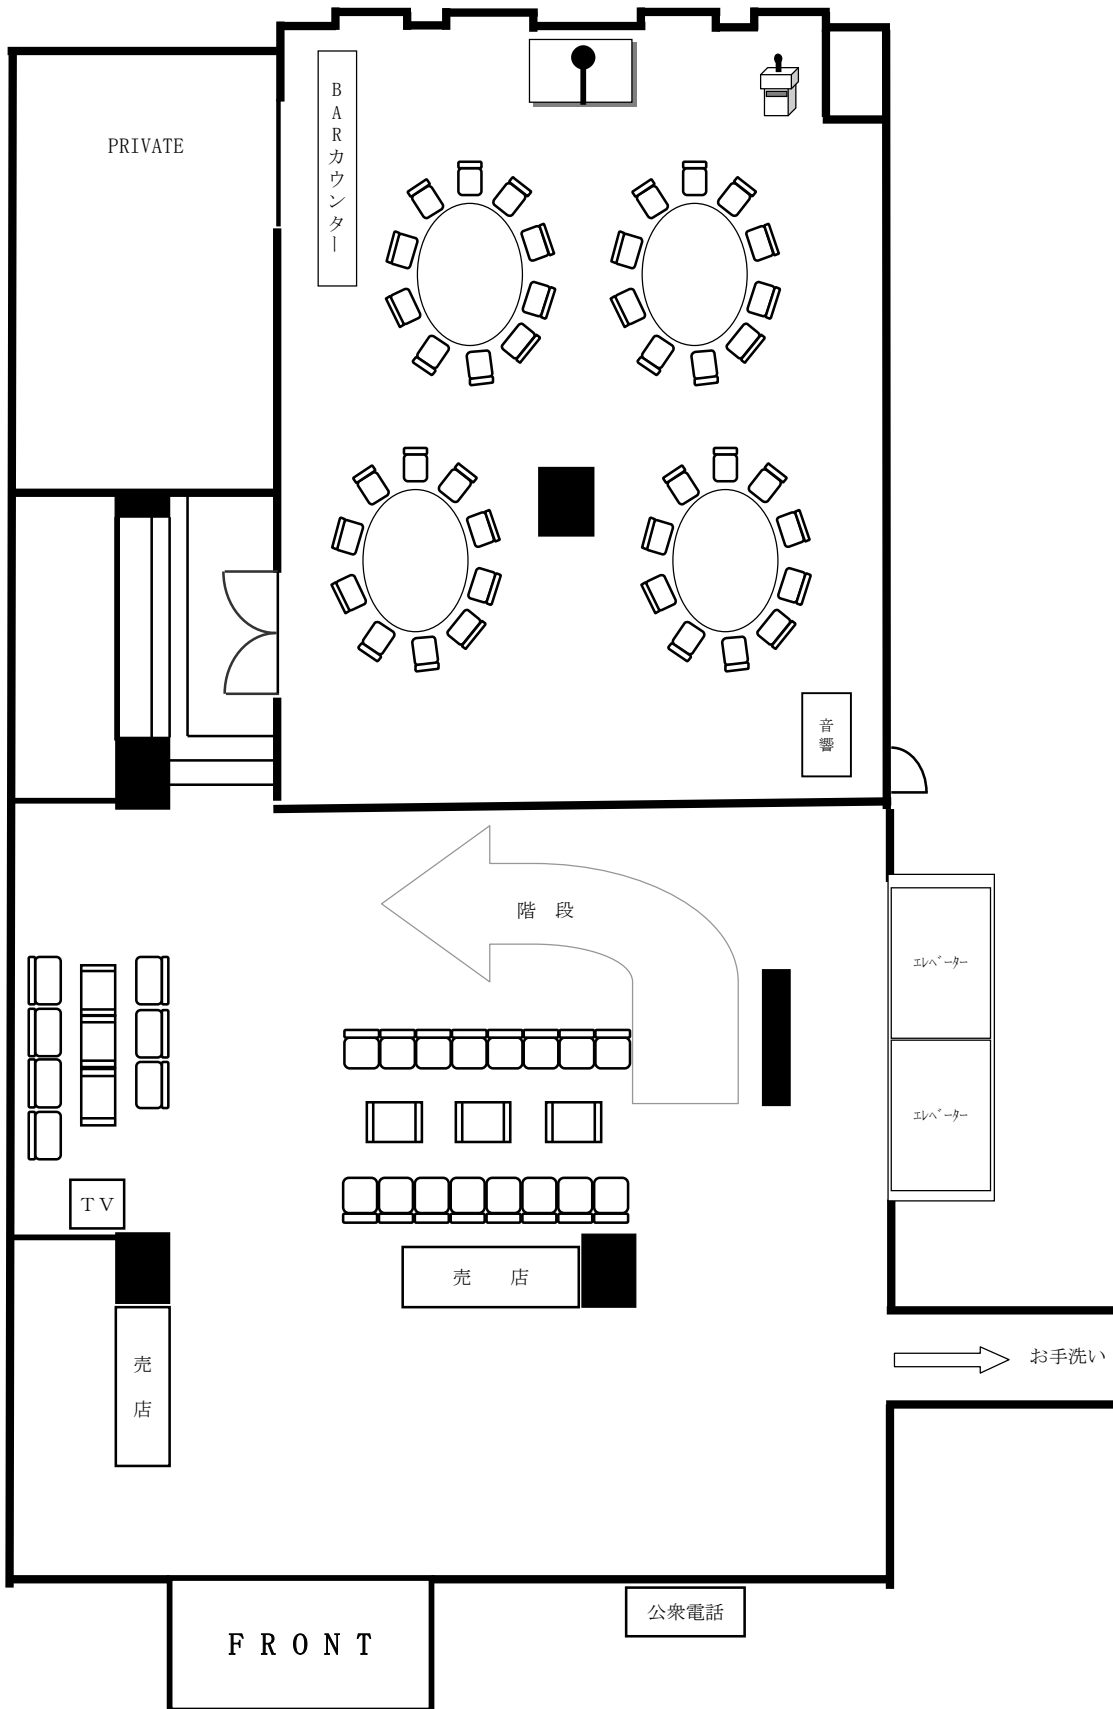 PRIVATE
BARカウンター
音響
階　段
エレベーター
エレベーター
ＴＶ
売　店
売店
お手洗い
公衆電話
ＦＲＯＮＴ